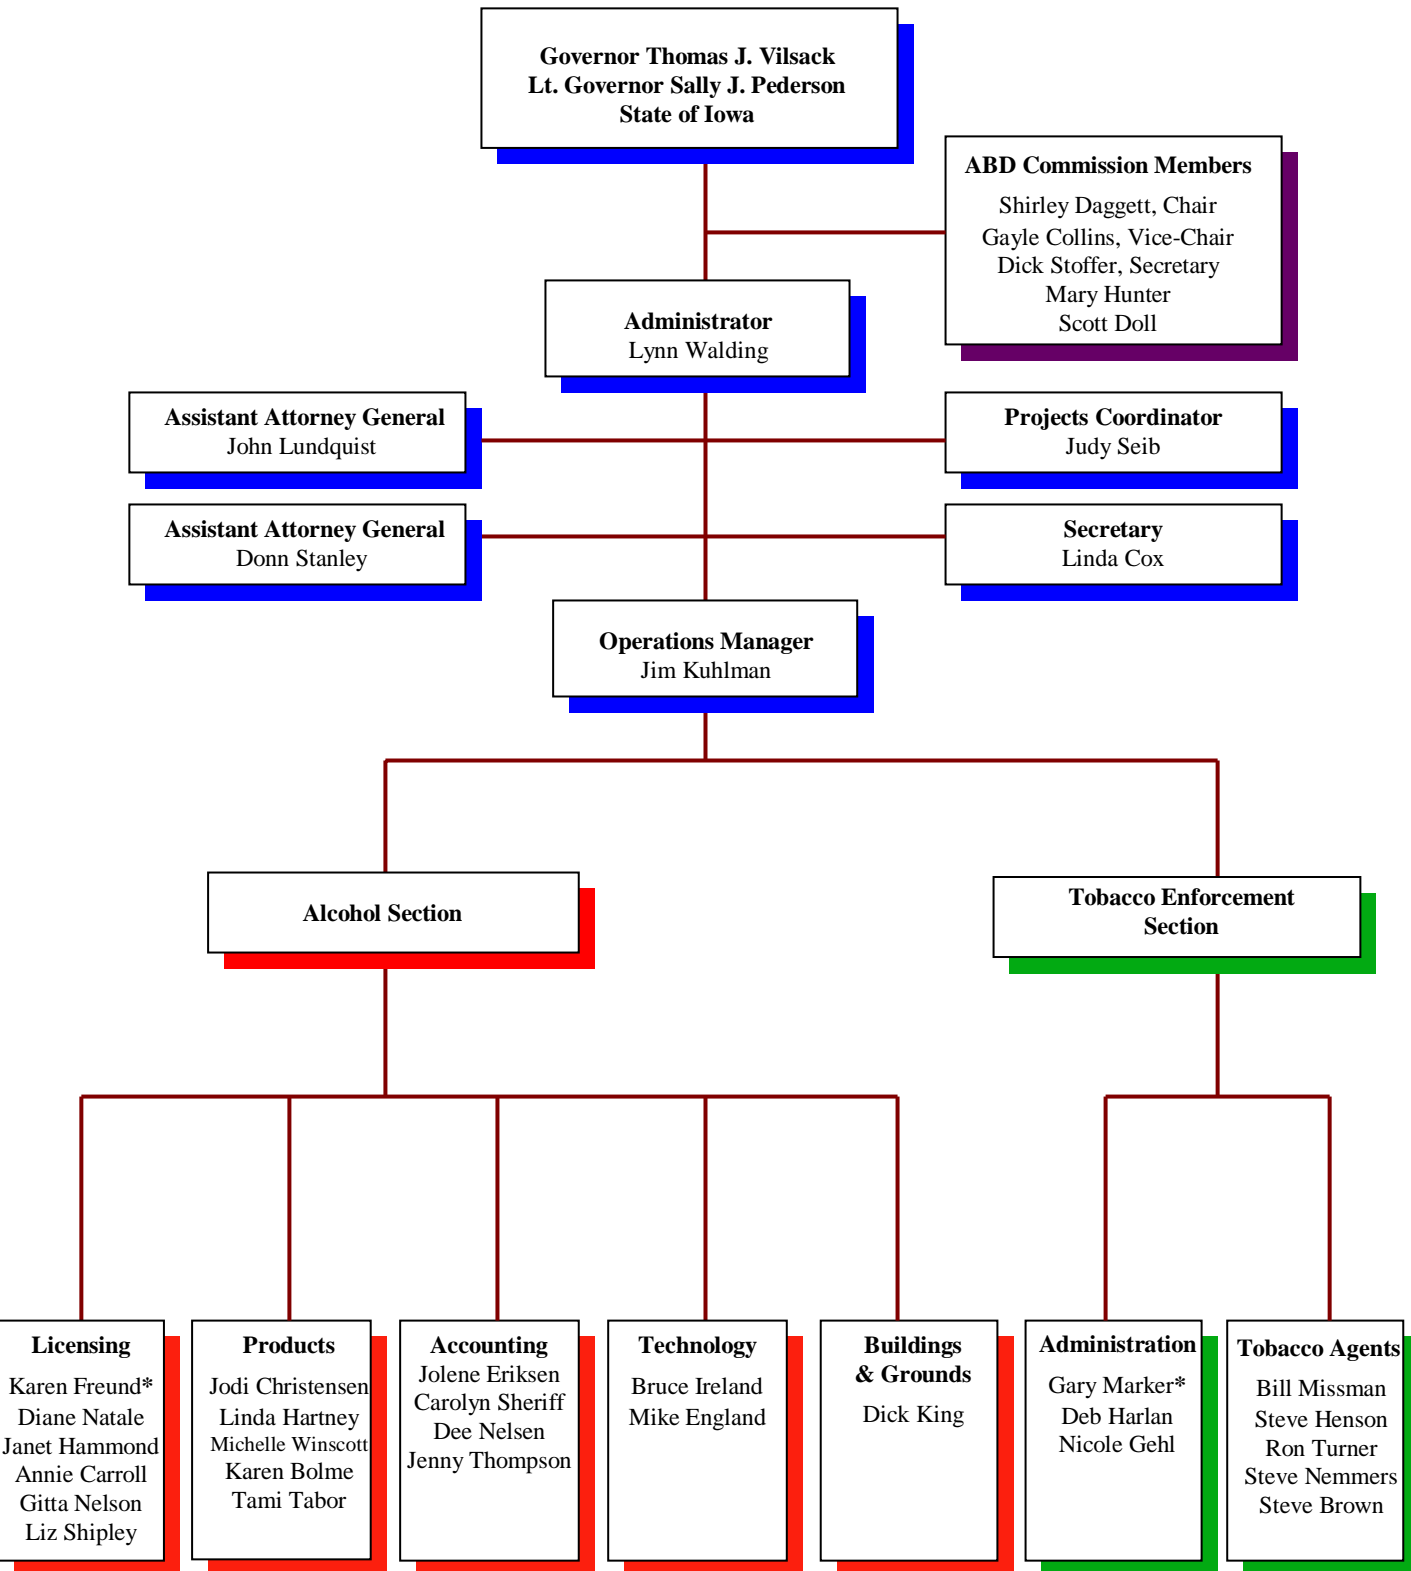 Governor Thomas J. Vilsack
Lt. Governor Sally J. Pederson
State of Iowa
ABD Commission Members
Shirley Daggett, Chair
Gayle Collins, Vice-Chair
Dick Stoffer, Secretary
Mary Hunter
Scott Doll
Administrator
Lynn Walding
Assistant Attorney General
John Lundquist
Projects Coordinator
Judy Seib
Assistant Attorney General
Donn Stanley
Secretary
Linda Cox
Operations Manager
Jim Kuhlman
Alcohol Section
Tobacco Enforcement
Section
Licensing
Karen Freund*
Diane Natale
Janet Hammond
Annie Carroll
Gitta Nelson
Liz Shipley
Products
Jodi Christensen
Linda Hartney
Michelle Winscott
Karen Bolme
Tami Tabor
Accounting
Jolene Eriksen
Carolyn Sheriff
Dee Nelsen
Jenny Thompson
Technology
Bruce Ireland
Mike England
Buildings
& Grounds
Dick King
Administration
Gary Marker*
Deb Harlan
Nicole Gehl
Tobacco Agents
Bill Missman
Steve Henson
Ron Turner
Steve Nemmers
Steve Brown